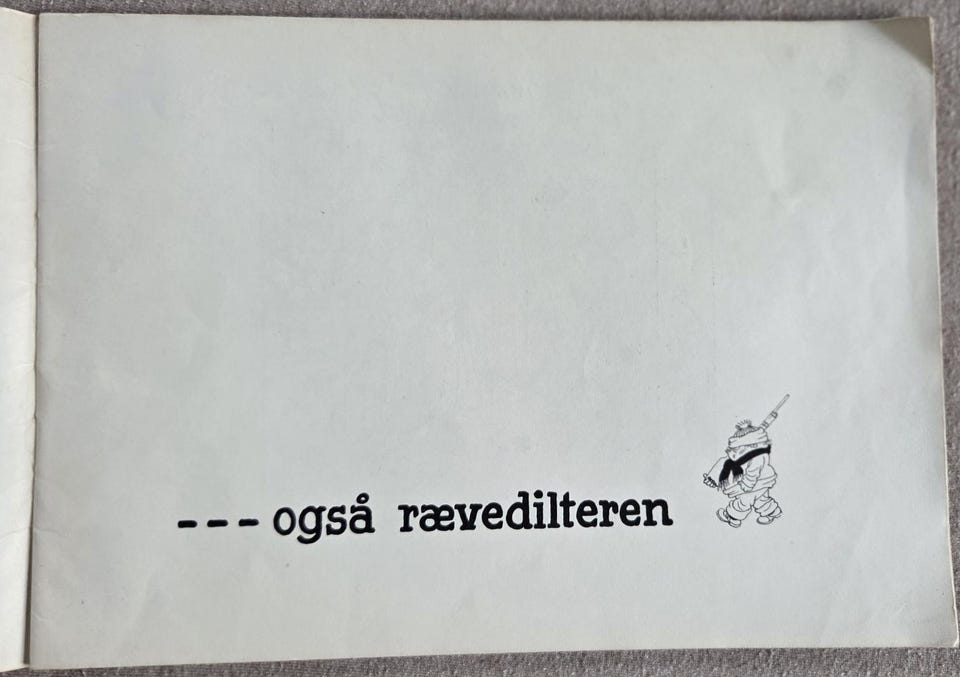 --- også rævedilteren